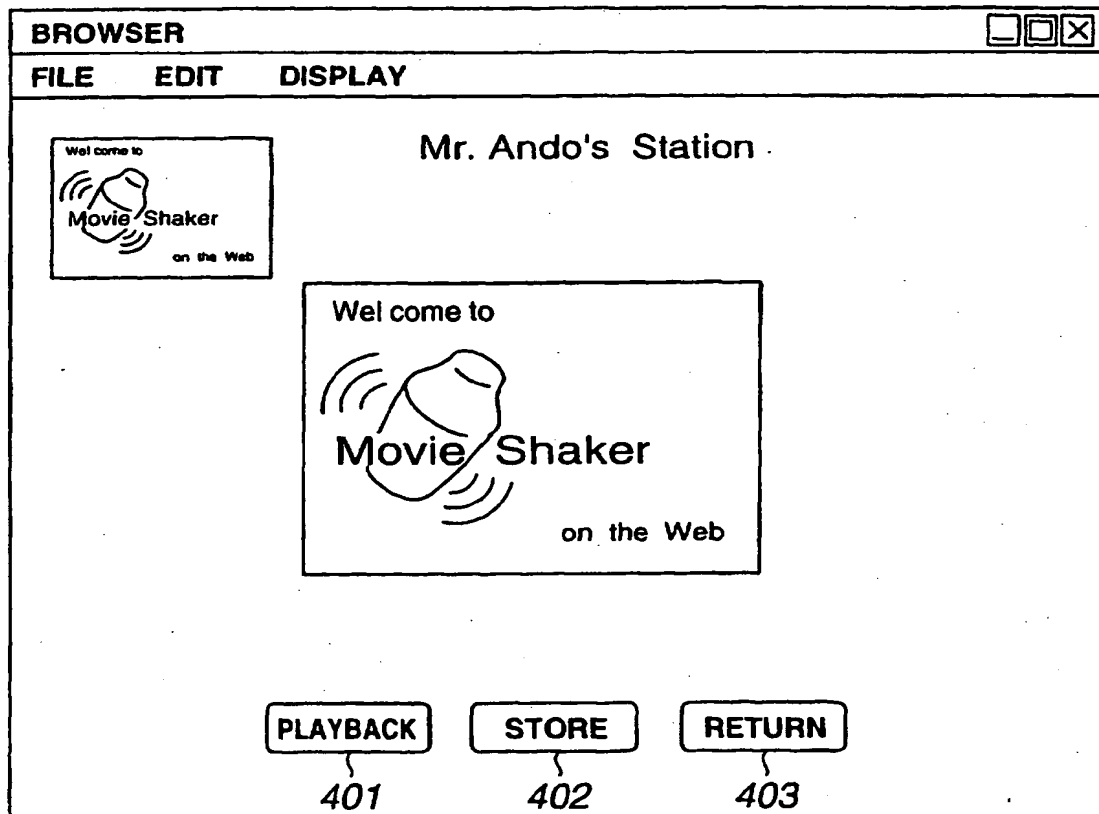 BROWSER
FILE EDIT DISPLAY
Mr. Ando's Station
Wel come to
Movie Shaker
on the Web
Wel come to
Movie Shaker
on the Web
PLAYBACK STORE RETURN
401 402 403